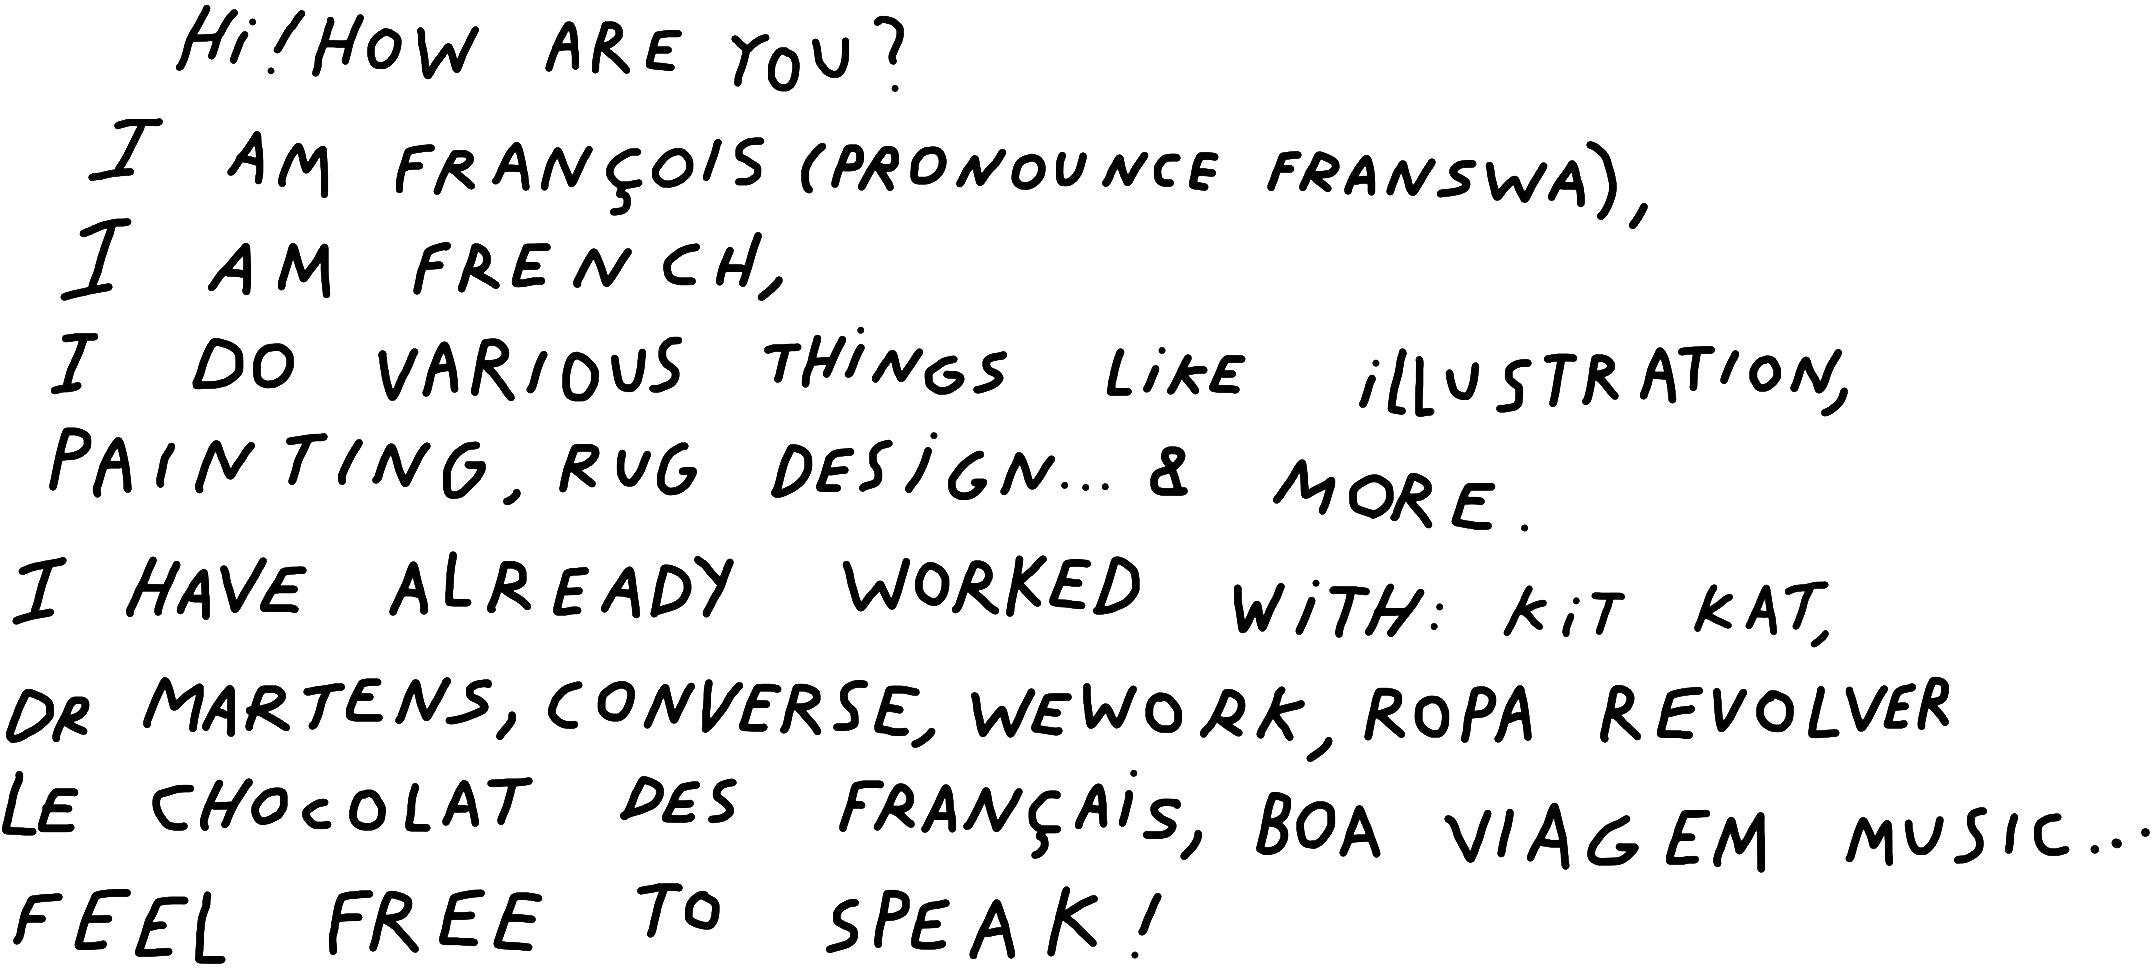 Hi! HOW ARE YOU?
I AM FRANÇOIS (PRONOUNCE FRANSWA),
I AM FRENCH,
I DO VARIOUS THiNGS LiKE iLLUSTRATION,
PAINTING, RUG DESiGN... & MORE.
I HAVE ALREADY WORKED WiTH: KiT KAT,
DR MARTENS, CONVERSE, WEWORK, ROPA REVOLVER
LE CHOCOLAT DES FRANÇAiS, BOA VIAGEM MUSIC...
FEEL FREE TO SPEAK!